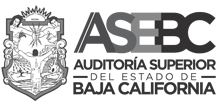 ASEBC
AUDITORÍA SUPERIOR
DEL ESTADO DE
BAJA CALIFORNIA